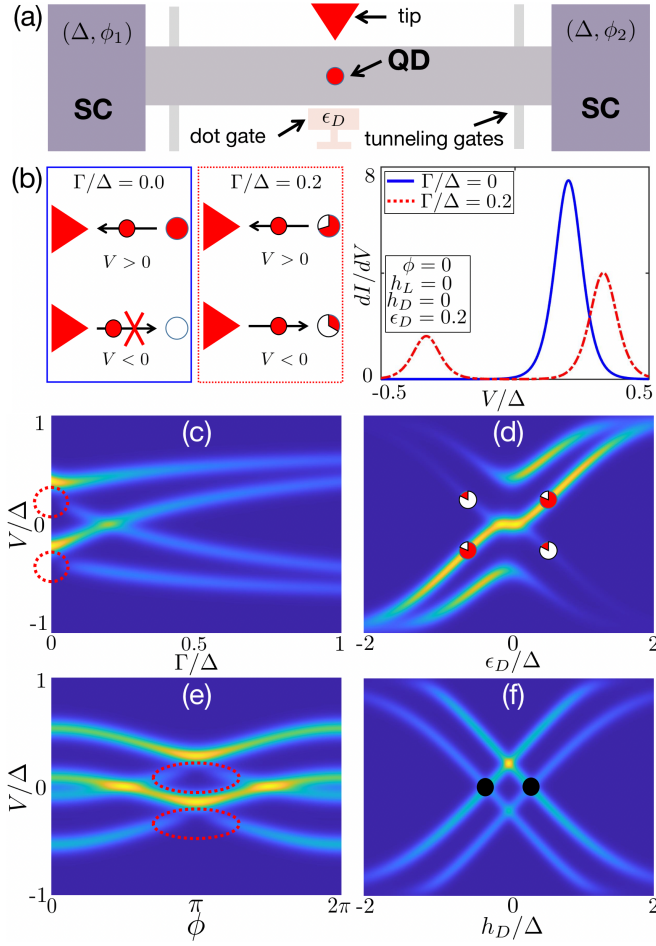 (a)
(Δ, ϕ₁)
SC
tip
QD
ϵ_D
dot gate
tunneling gates
(Δ, ϕ₂)
SC
(b)
Γ/Δ = 0.0
V > 0
V < 0
Γ/Δ = 0.2
V > 0
V < 0
8
dI/dV
0
Γ/Δ = 0
Γ/Δ = 0.2
ϕ = 0
h_L = 0
h_D = 0
ϵ_D = 0.2
-0.5
V/Δ
0.5
(c)
1
V/Δ
0
-1
0
0.5
1
Γ/Δ
(d)
-2
0
2
ϵ_D/Δ
(e)
1
V/Δ
0
-1
0
π
2π
ϕ
(f)
-2
0
2
h_D/Δ